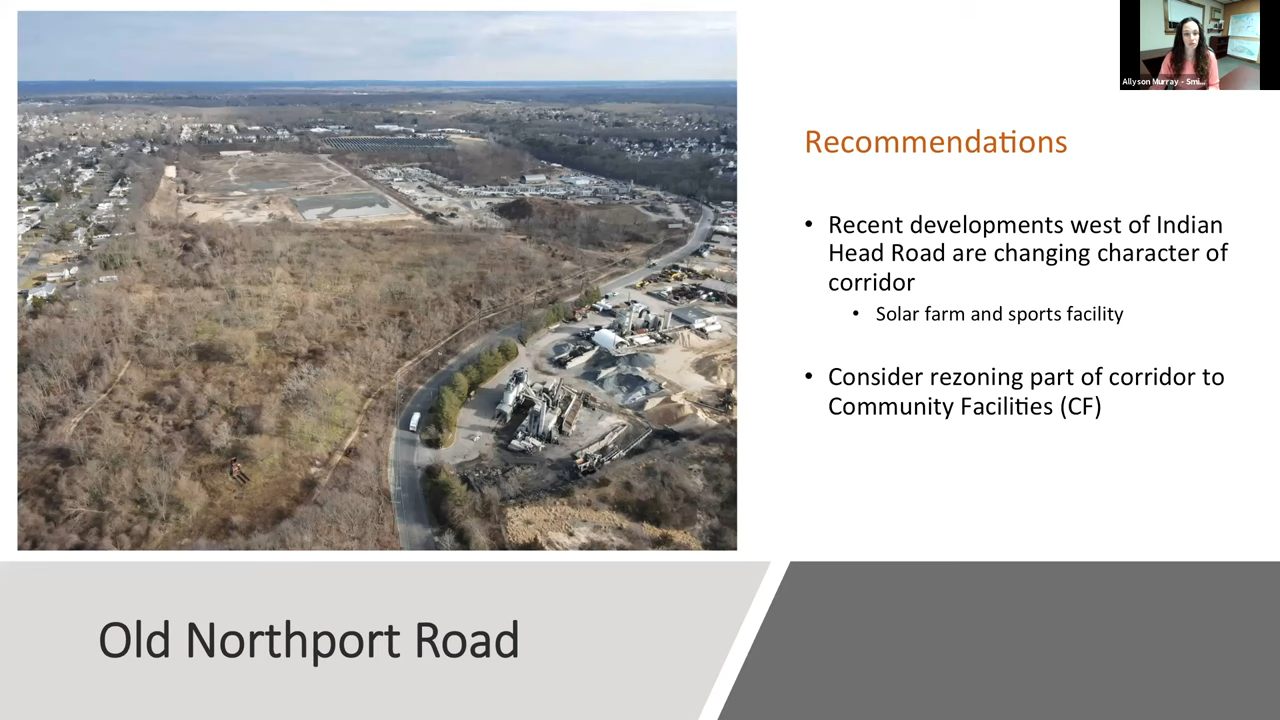 Allyson Murray - Smi...
Recommendations
• Recent developments west of Indian
Head Road are changing character of
corridor
• Solar farm and sports facility
• Consider rezoning part of corridor to
Community Facilities (CF)
Old Northport Road